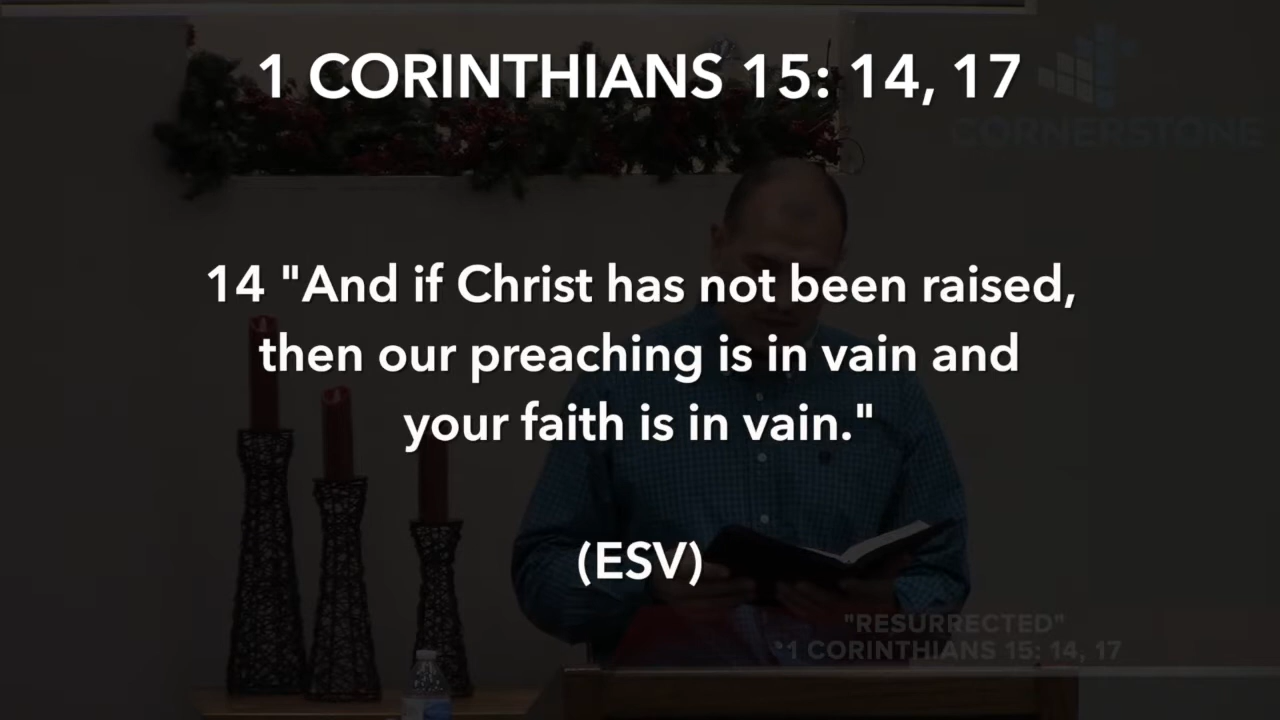 1 CORINTHIANS 15: 14, 17
CORNERSTONE
14 "And if Christ has not been raised,
then our preaching is in vain and
your faith is in vain."
(ESV)
"RESURRECTED"
*1 CORINTHIANS 15: 14, 17